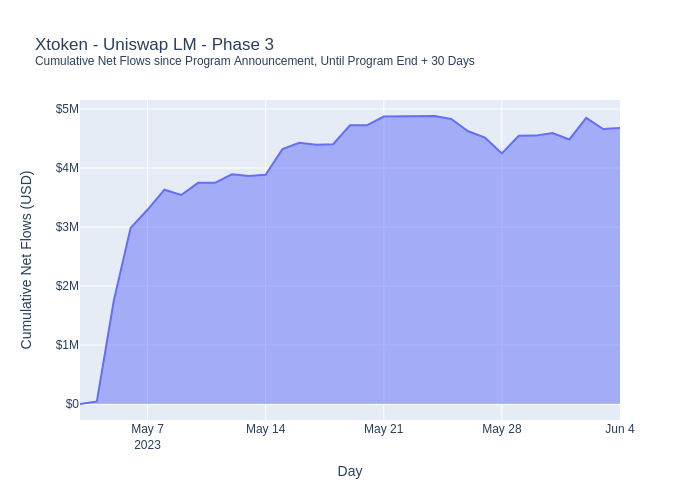 Xtoken - Uniswap LM - Phase 3
Cumulative Net Flows since Program Announcement, Until Program End + 30 Days
Cumulative Net Flows (USD)
$5M
$4M
$3M
$2M
$1M
$0
May 7
2023
May 14
May 21
May 28
Jun 4
Day